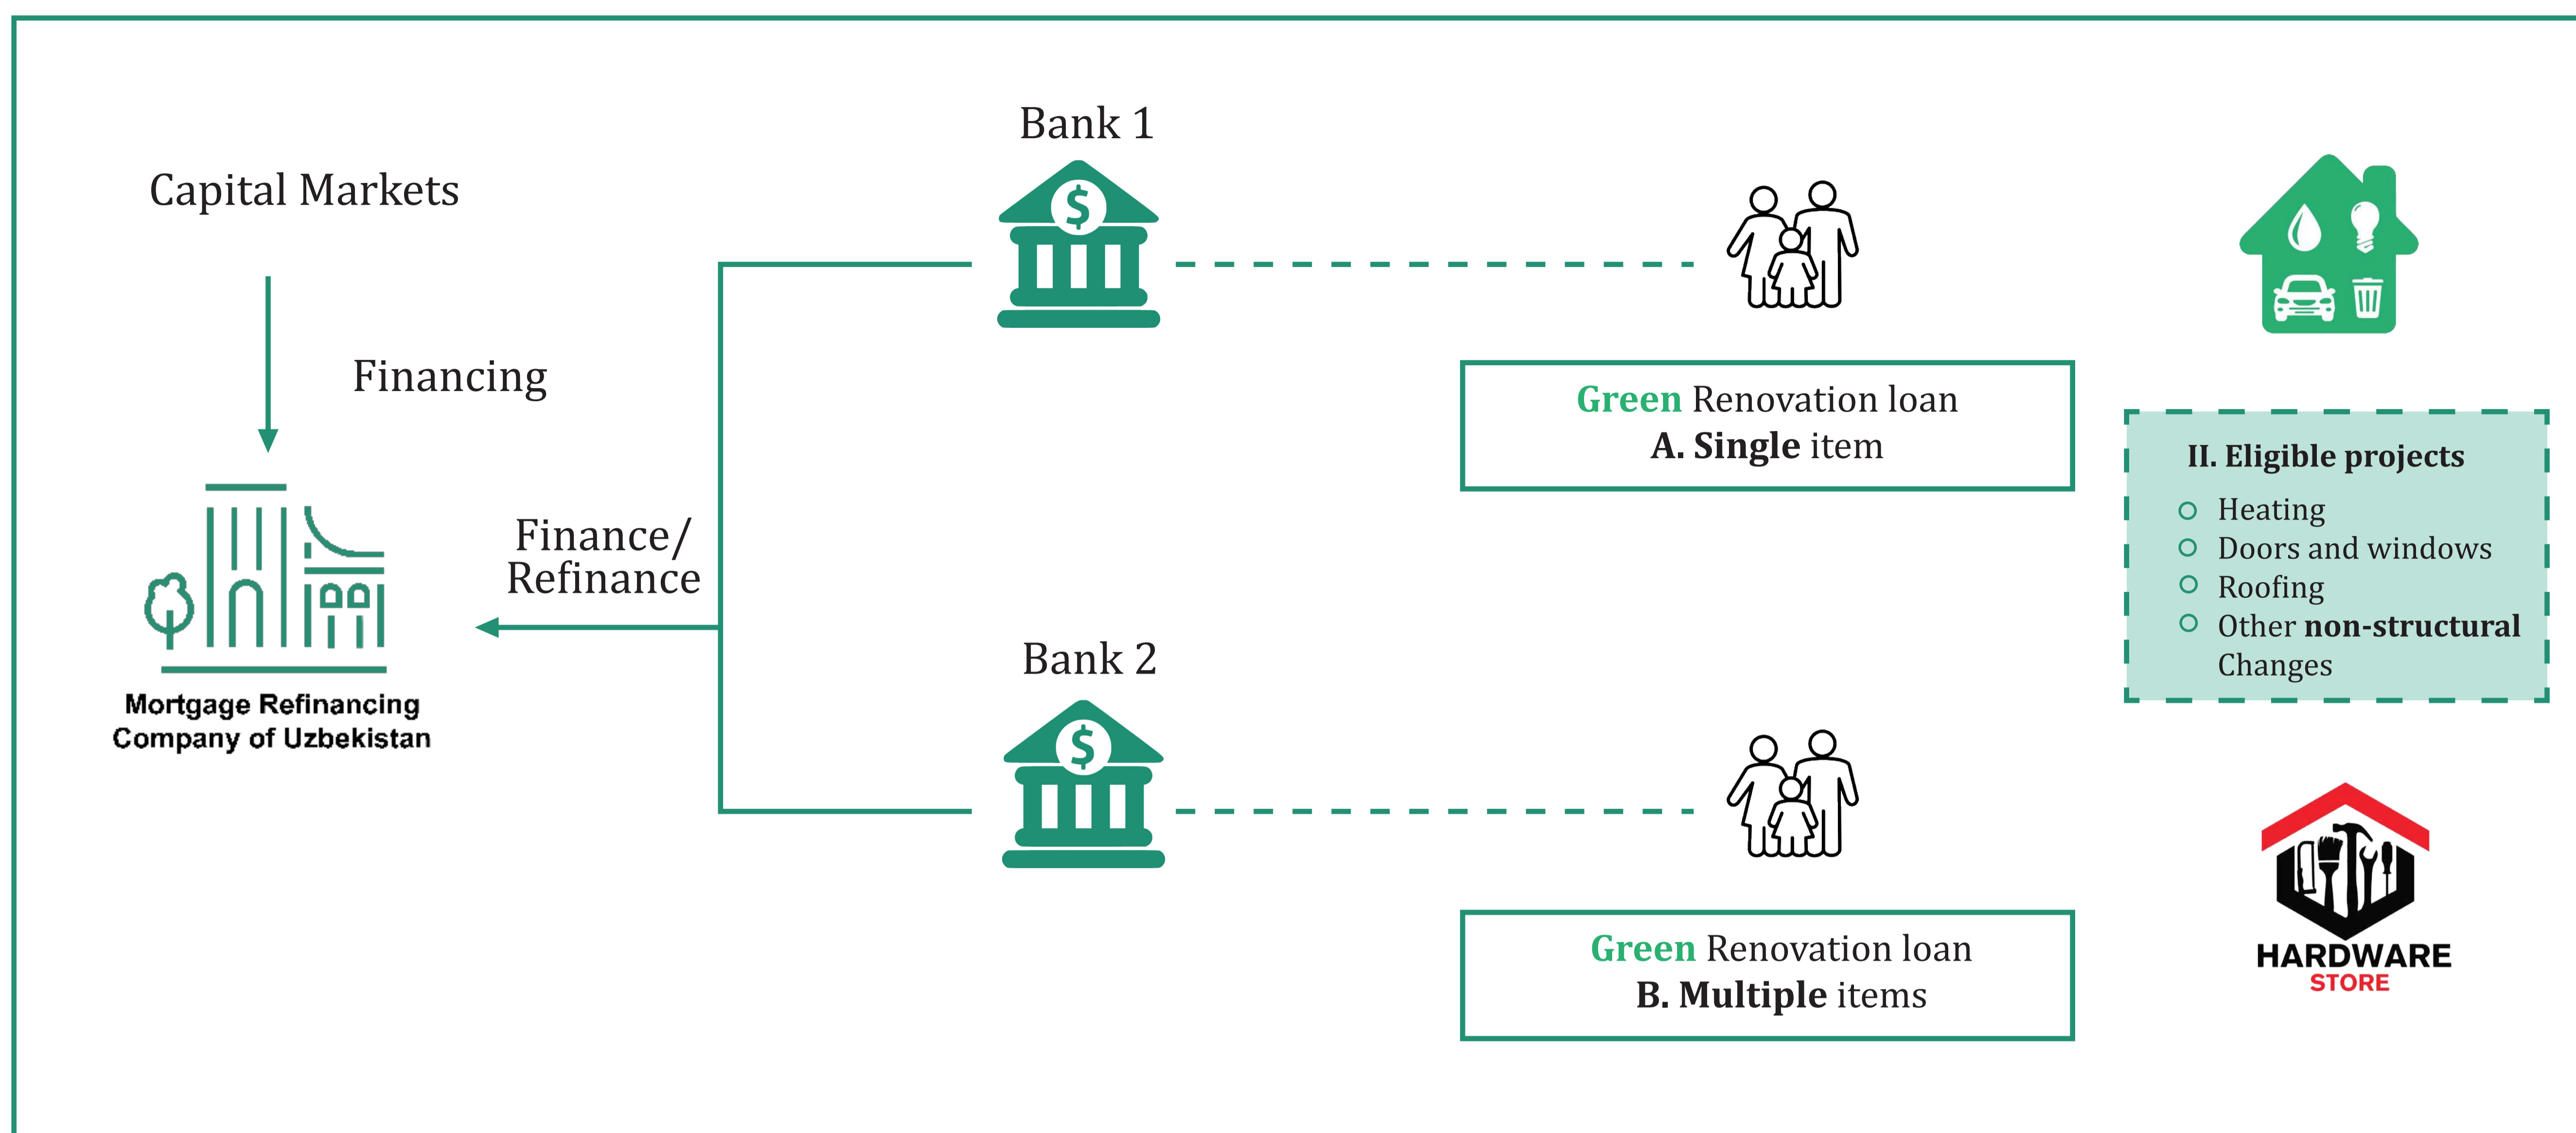 Capital Markets
Financing
Mortgage Refinancing
Company of Uzbekistan
Finance/
Refinance
Bank 1
Bank 2
Green Renovation loan
A. Single item
Green Renovation loan
B. Multiple items
II. Eligible projects
Heating
Doors and windows
Roofing
Other non-structural
Changes
HARDWARE
STORE